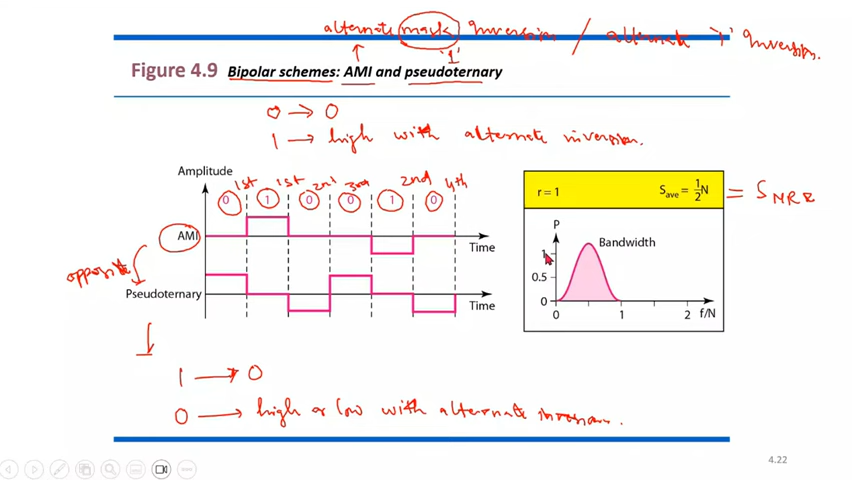 alternate mark inversion / alternate '1' inversion.
'1'
Figure 4.9 Bipolar schemes: AMI and pseudoternary
0 → 0
1 → high with alternate inversion.
Amplitude
1st 1st 2nd 3rd 2nd 4th
0 1 0 0 1 0
AMI
Time
opposite
Pseudoternary
Time
r = 1 Save = 1/2 N = SNRZ
P
Bandwidth
1
0.5
0
0 1 2 f/N
1 → 0
0 → high or low with alternate inversion.
4.22